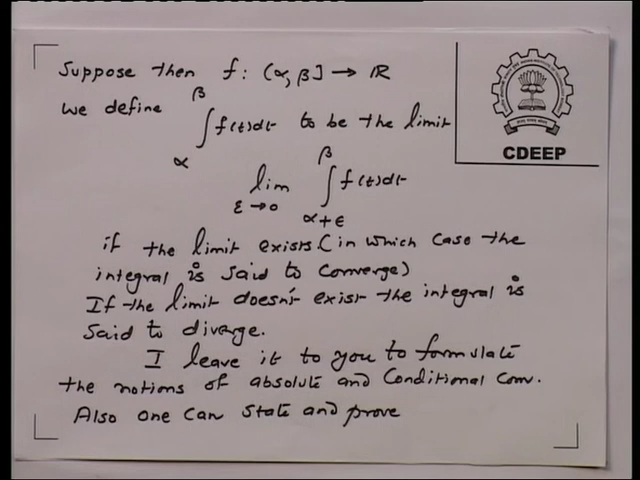 Suppose then f: (α, β] → R
we define ∫_α^β f(t)dt to be the limit
CDEEP
lim_{ε→0} ∫_{α+ε}^β f(t)dt
if the limit exists (in which case the
integral is said to converge)
If the limit doesn't exist the integral is
said to diverge.
I leave it to you to formulate
the notions of absolute and conditional conv.
Also one can state and prove